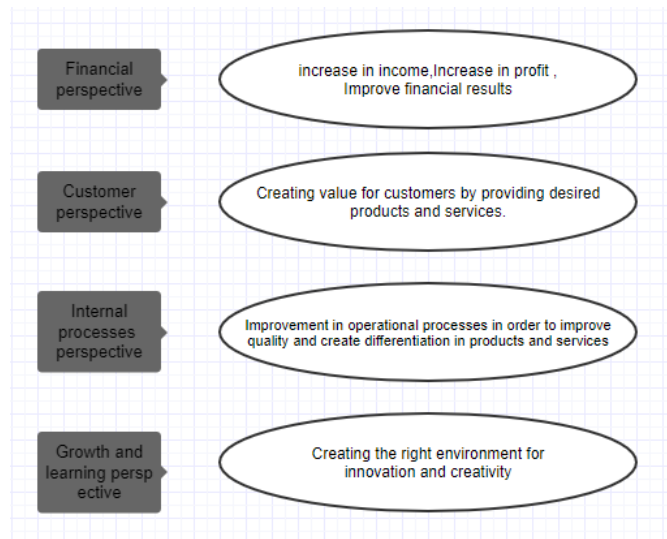 Financial
perspective
increase in income,Increase in profit ,
Improve financial results
Customer
perspective
Creating value for customers by providing desired
products and services.
Internal
processes
perspective
Improvement in operational processes in order to improve
quality and create differentiation in products and services
Growth and
learning persp
ective
Creating the right environment for
innovation and creativity